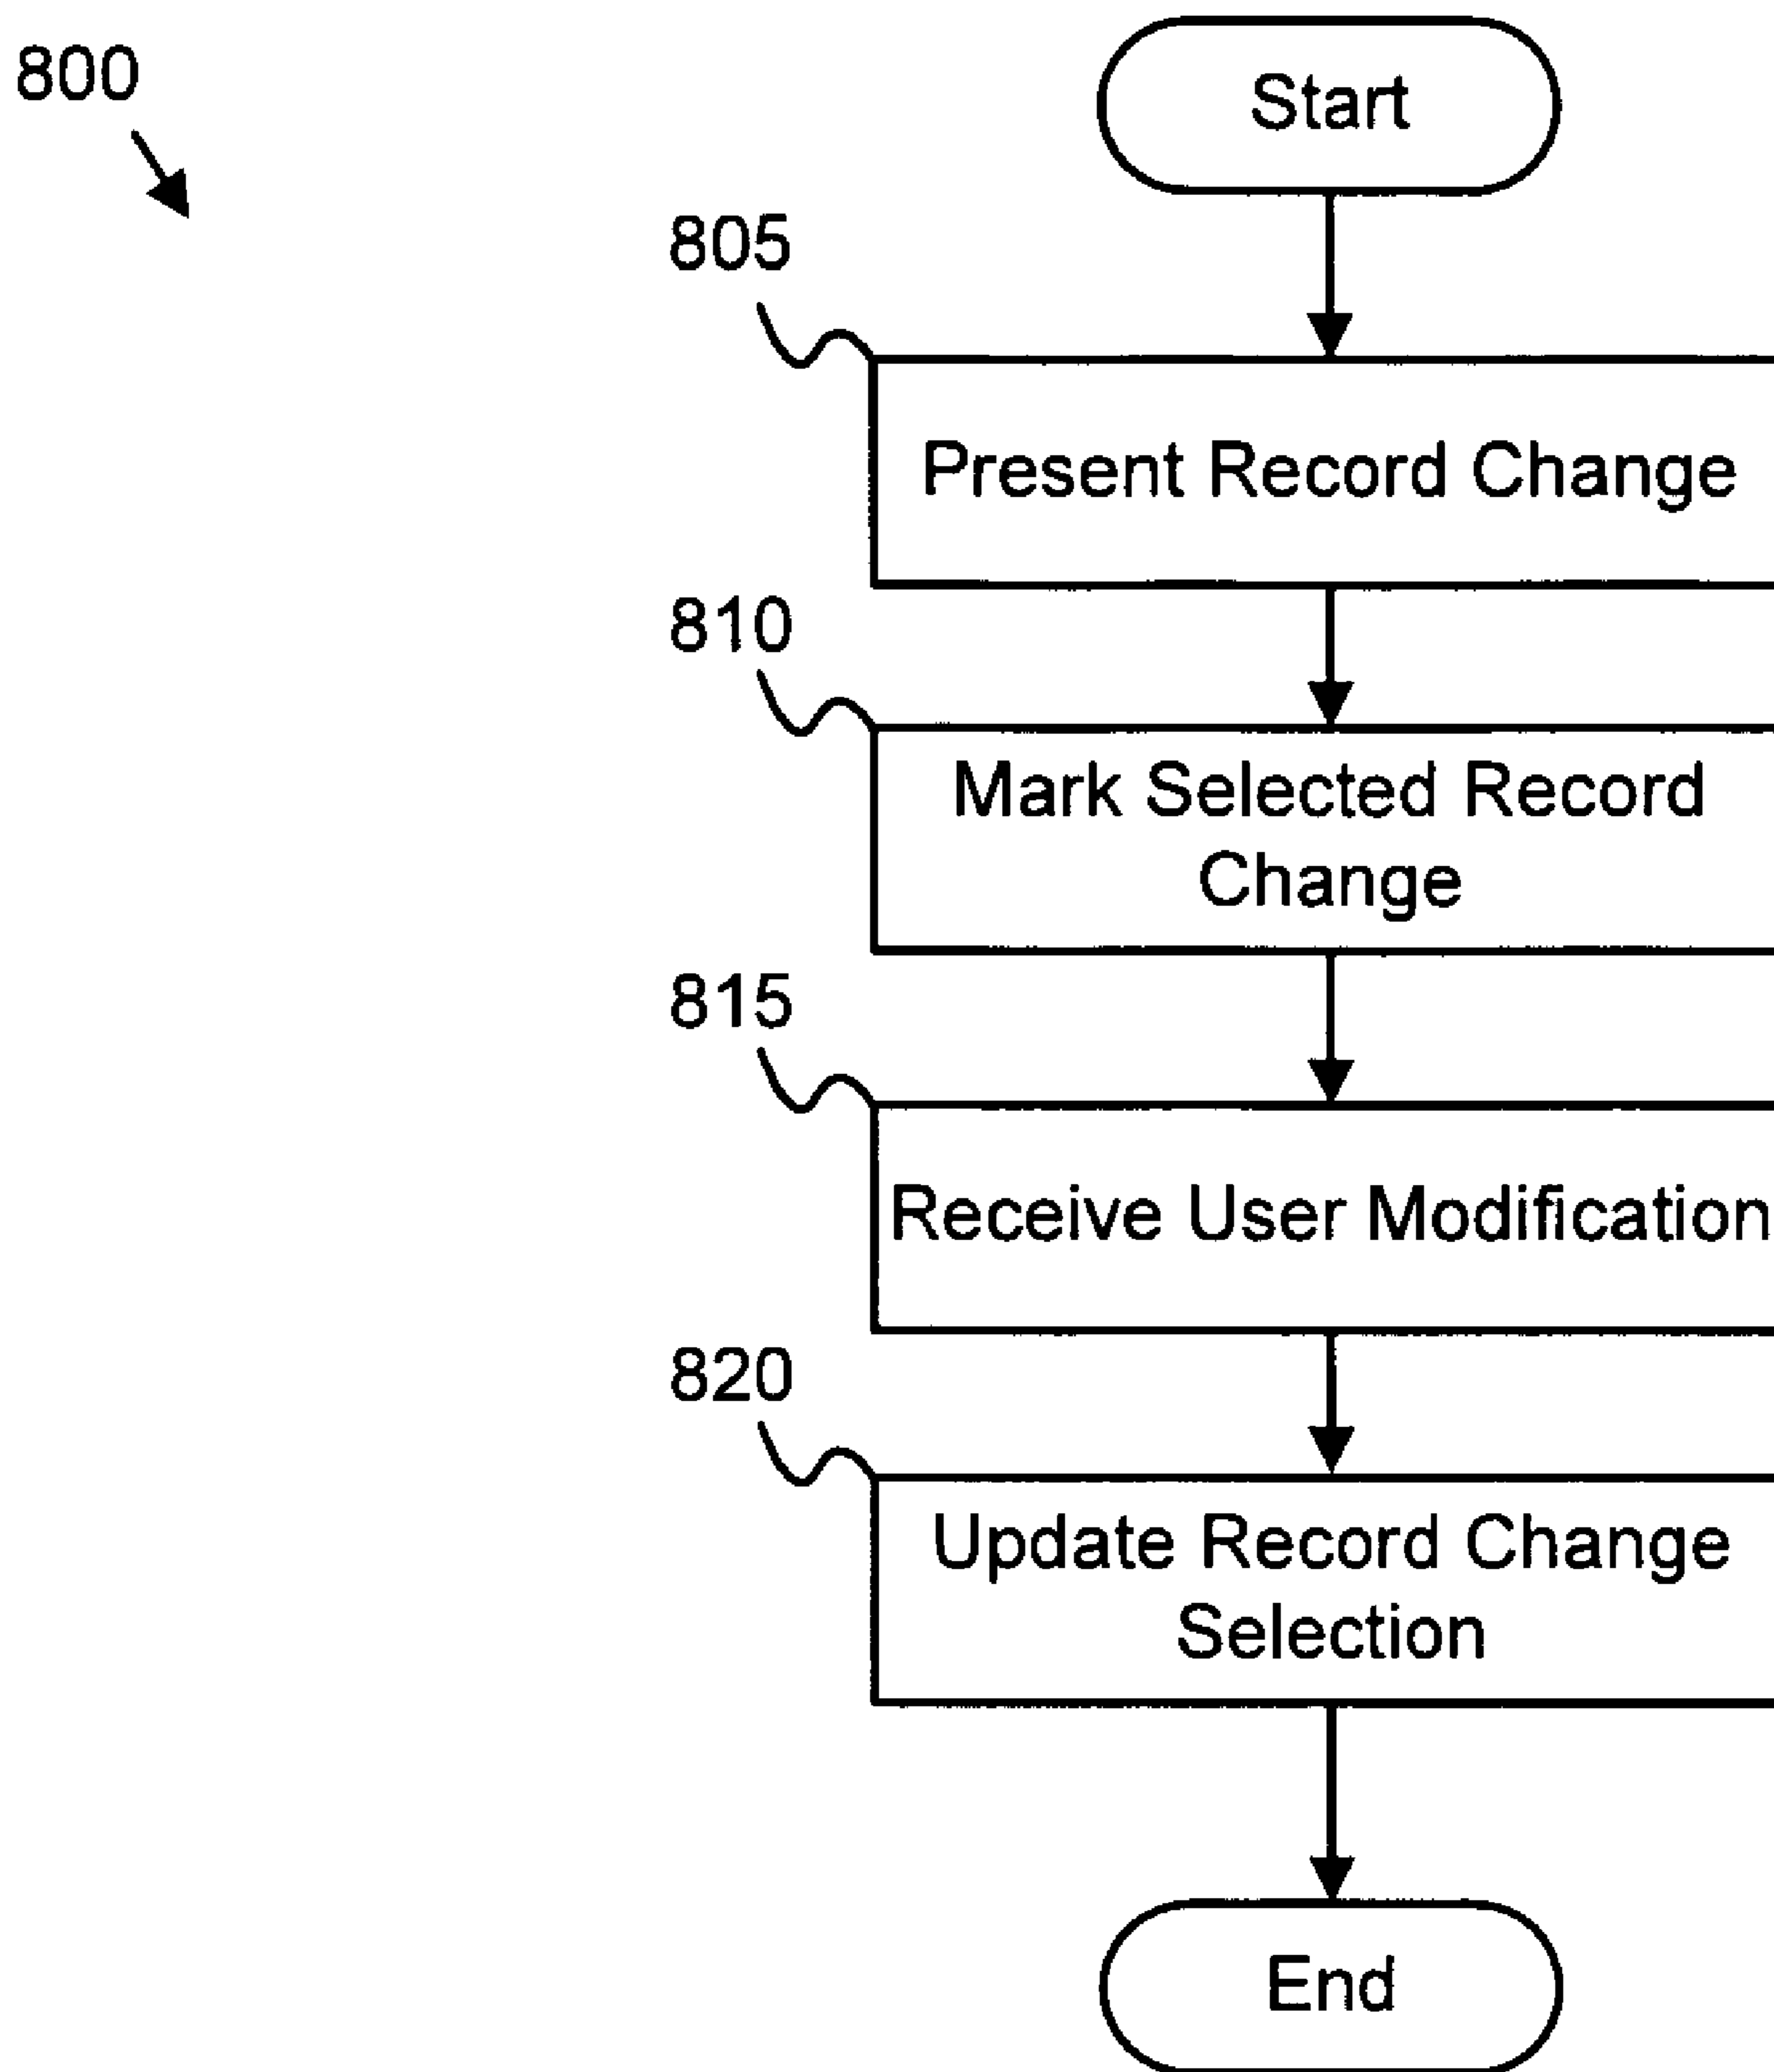 800
Start
805
Present Record Change
810
Mark Selected Record
Change
815
Receive User Modification
820
Update Record Change
Selection
End